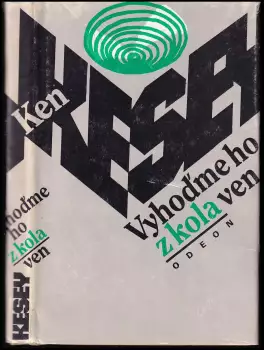 Ken
KESEY
Vyhoďme ho
z kola ven
ODEON
KESEY
hoďme
ho
z kola
ven